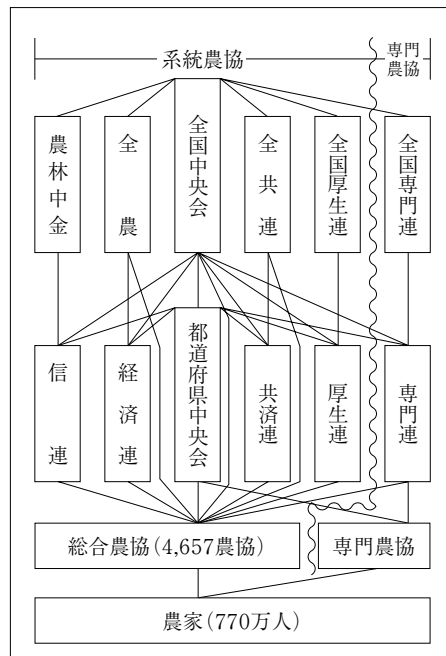 系統農協
専門
農協
農林中金
全農
全国中央会
全共連
全国厚生連
全国専門連
信連
経済連
都道府県中央会
共済連
厚生連
専門連
総合農協(4,657農協)
専門農協
農家(770万人)